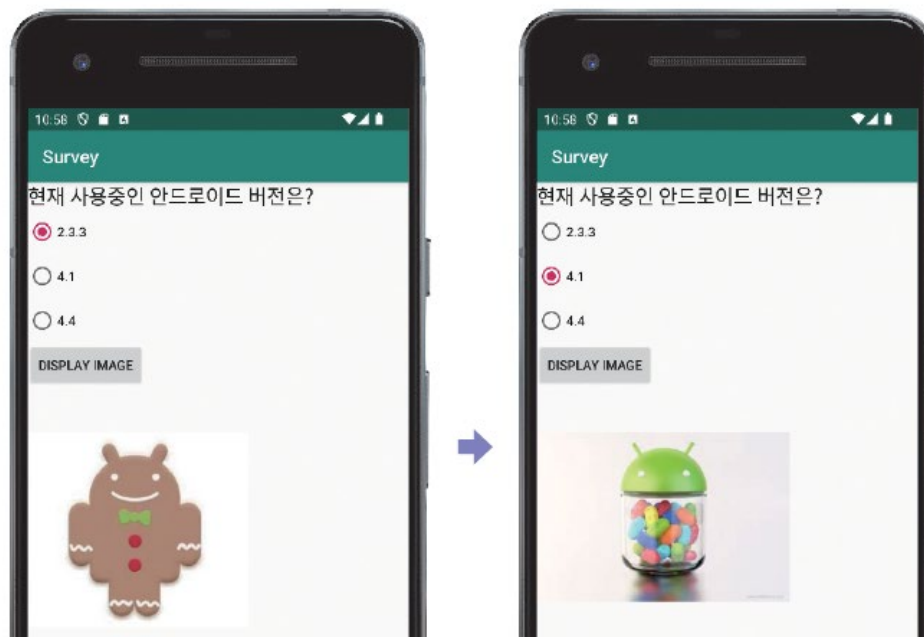 10:58
Survey
현재 사용중인 안드로이드 버전은?
2.3.3
4.1
4.4
DISPLAY IMAGE
10:58
Survey
현재 사용중인 안드로이드 버전은?
2.3.3
4.1
4.4
DISPLAY IMAGE